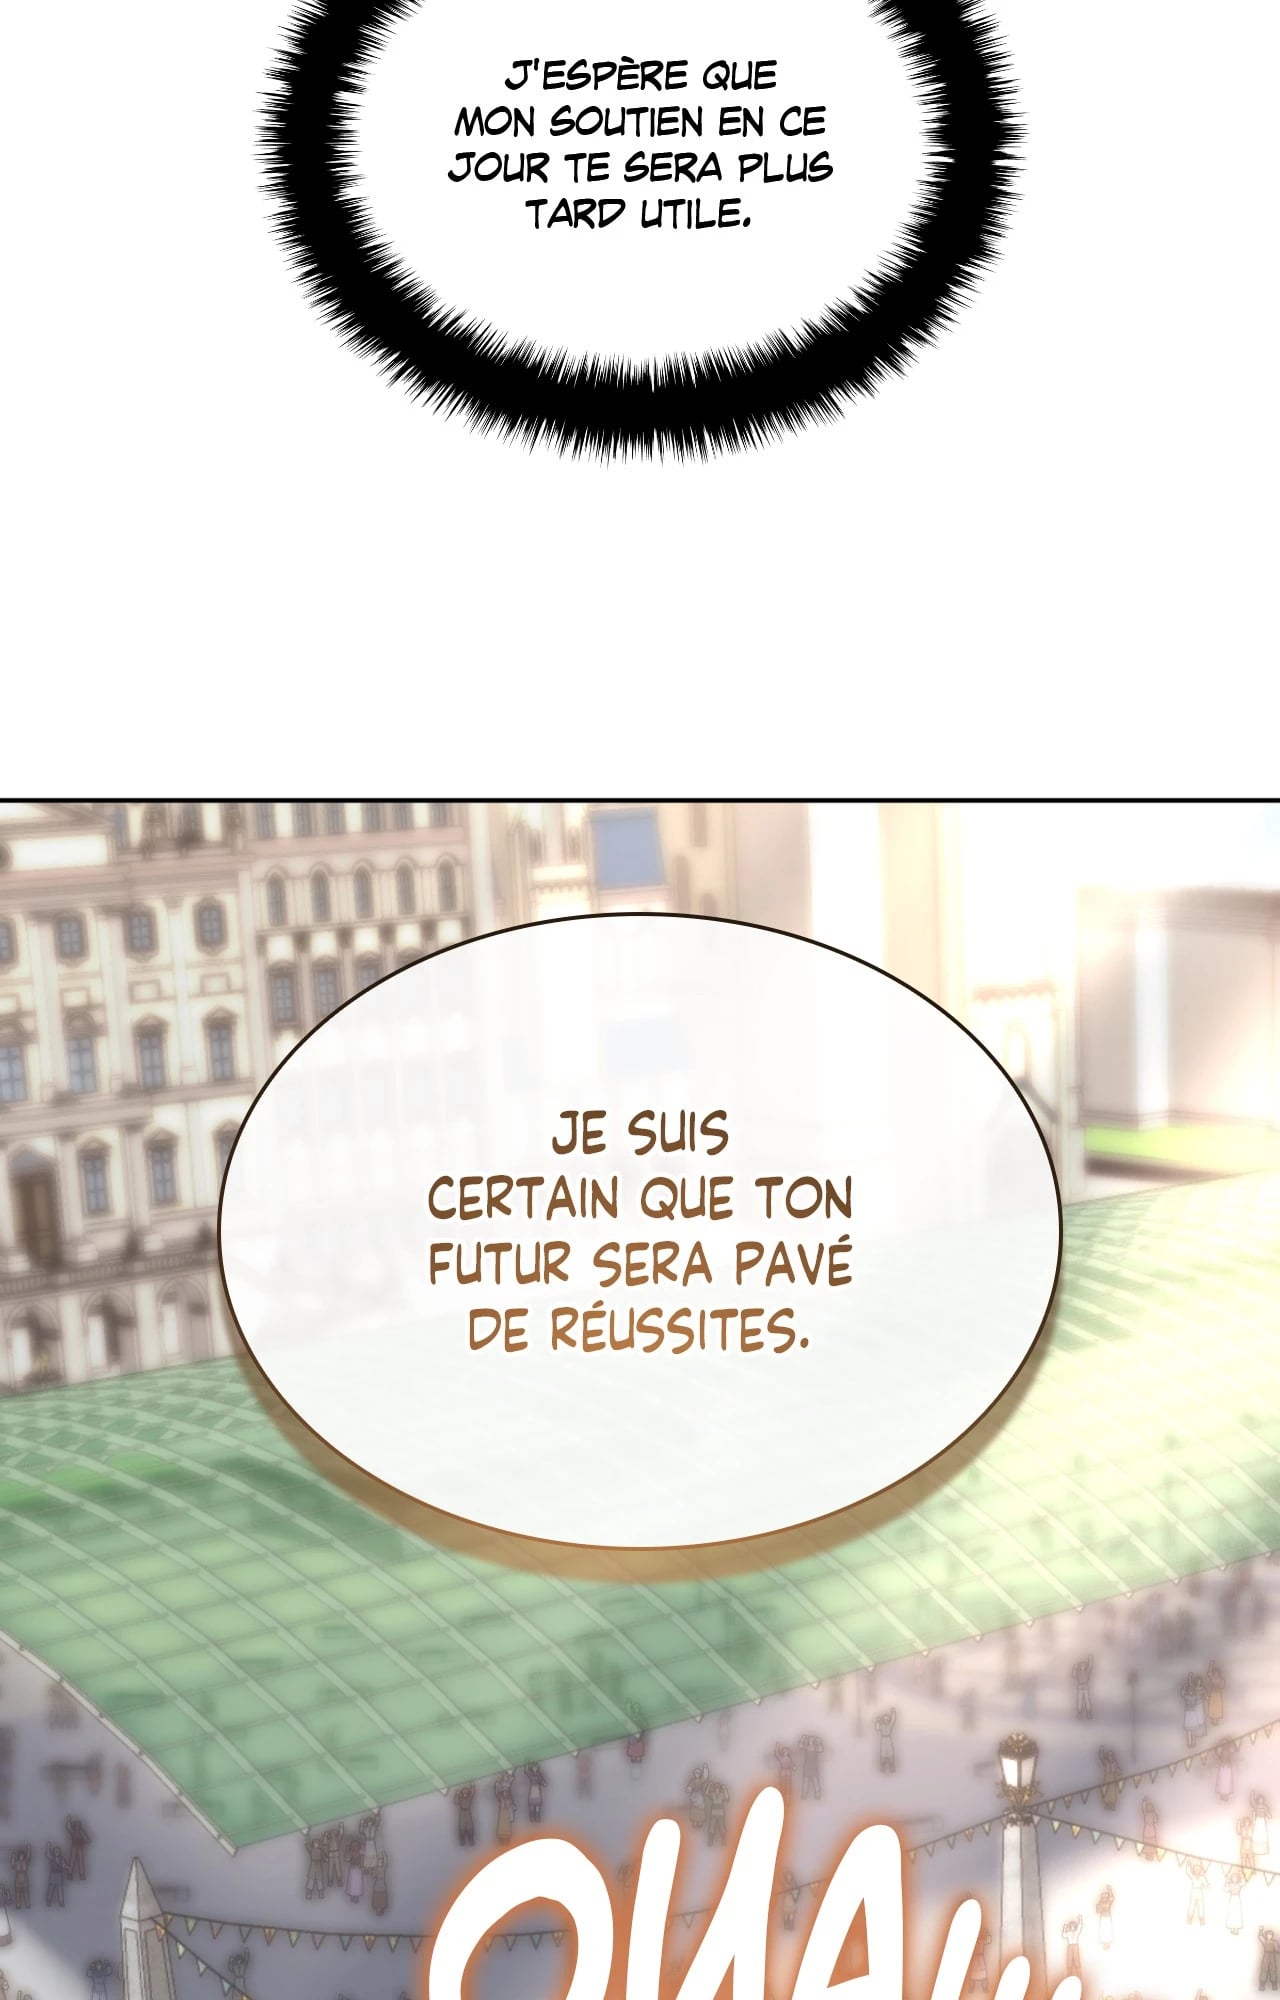 J'ESPÈRE QUE
MON SOUTIEN EN CE
JOUR TE SERA PLUS
TARD UTILE.
JE SUIS
CERTAIN QUE TON
FUTUR SERA PAVÉ
DE RÉUSSITES.